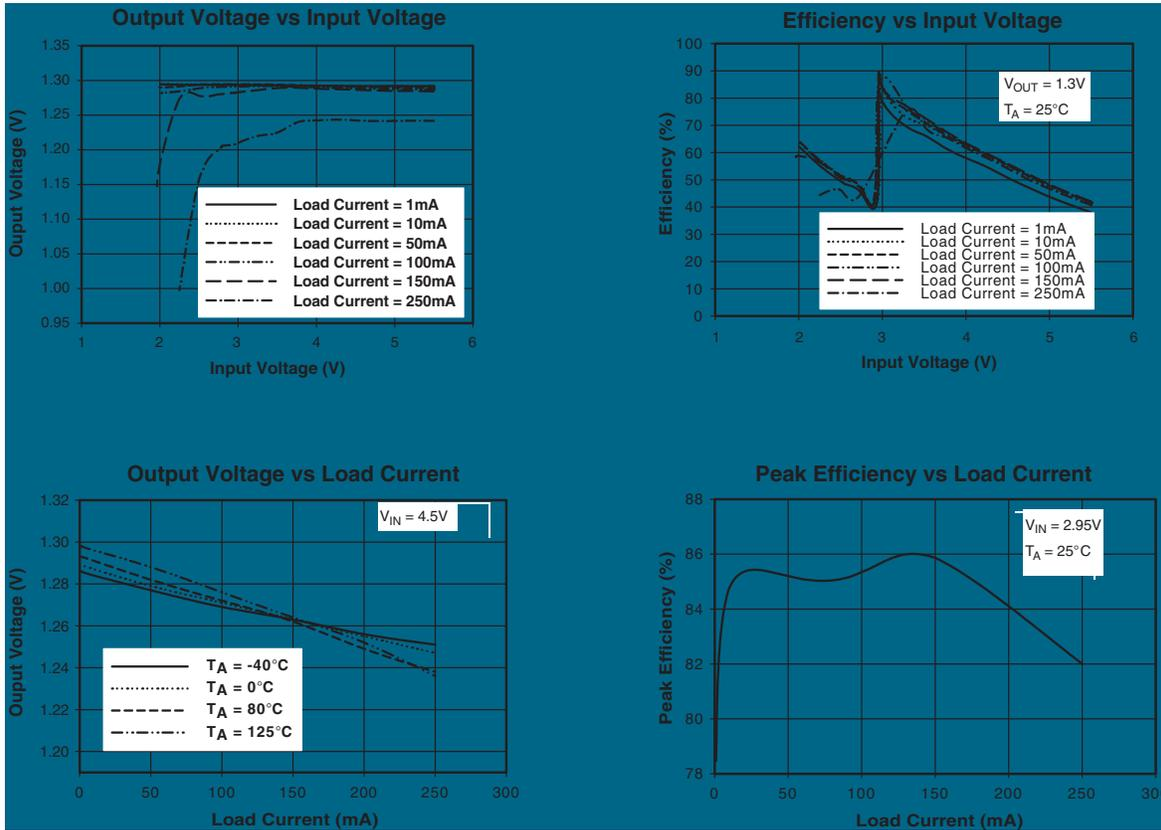 Output Voltage vs Input Voltage
1.35
1.30
1.25
1.20
1.15
1.10
1.05
1.00
0.95
Ouput Voltage (V)
Load Current = 1mA
Load Current = 10mA
Load Current = 50mA
Load Current = 100mA
Load Current = 150mA
Load Current = 250mA
1 2 3 4 5 6
Input Voltage (V)
Efficiency vs Input Voltage
100
90
80
70
60
50
40
30
20
10
0
Efficiency (%)
VOUT = 1.3V
TA = 25°C
Load Current = 1mA
Load Current = 10mA
Load Current = 50mA
Load Current = 100mA
Load Current = 150mA
Load Current = 250mA
1 2 3 4 5 6
Input Voltage (V)
Output Voltage vs Load Current
1.32
1.30
1.28
1.26
1.24
1.22
1.20
Ouput Voltage (V)
VIN = 4.5V
TA = -40°C
TA = 0°C
TA = 80°C
TA = 125°C
0 50 100 150 200 250 300
Load Current (mA)
Peak Efficiency vs Load Current
88
86
84
82
80
78
Peak Efficiency (%)
VIN = 2.95V
TA = 25°C
0 50 100 150 200 250 30
Load Current (mA)